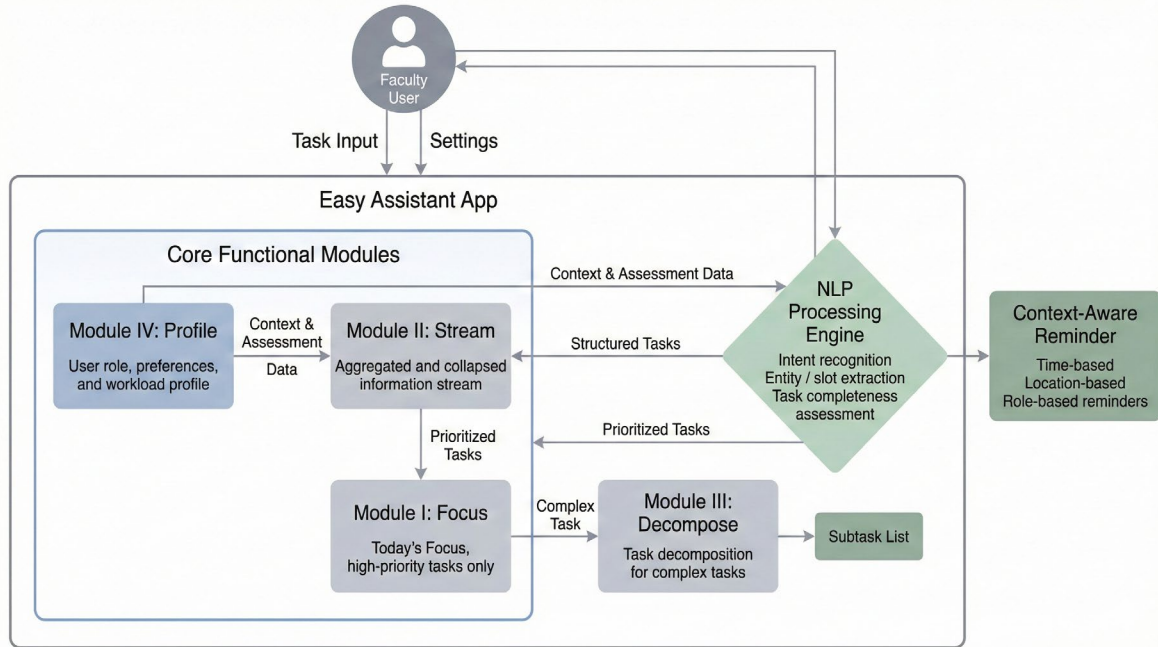 Faculty
User
Task Input
Settings
Easy Assistant App
Core Functional Modules
Context & Assessment Data
Module IV: Profile
User role, preferences,
and workload profile
Context &
Assessment
Data
Module II: Stream
Aggregated and collapsed
information stream
Structured Tasks
NLP
Processing
Engine
Intent recognition
Entity / slot extraction
Task completeness
assessment
Context-Aware
Reminder
Time-based
Location-based
Role-based reminders
Prioritized
Tasks
Prioritized Tasks
Module I: Focus
Today's Focus,
high-priority tasks only
Complex
Task
Module III:
Decompose
Task decomposition
for complex tasks
Subtask List